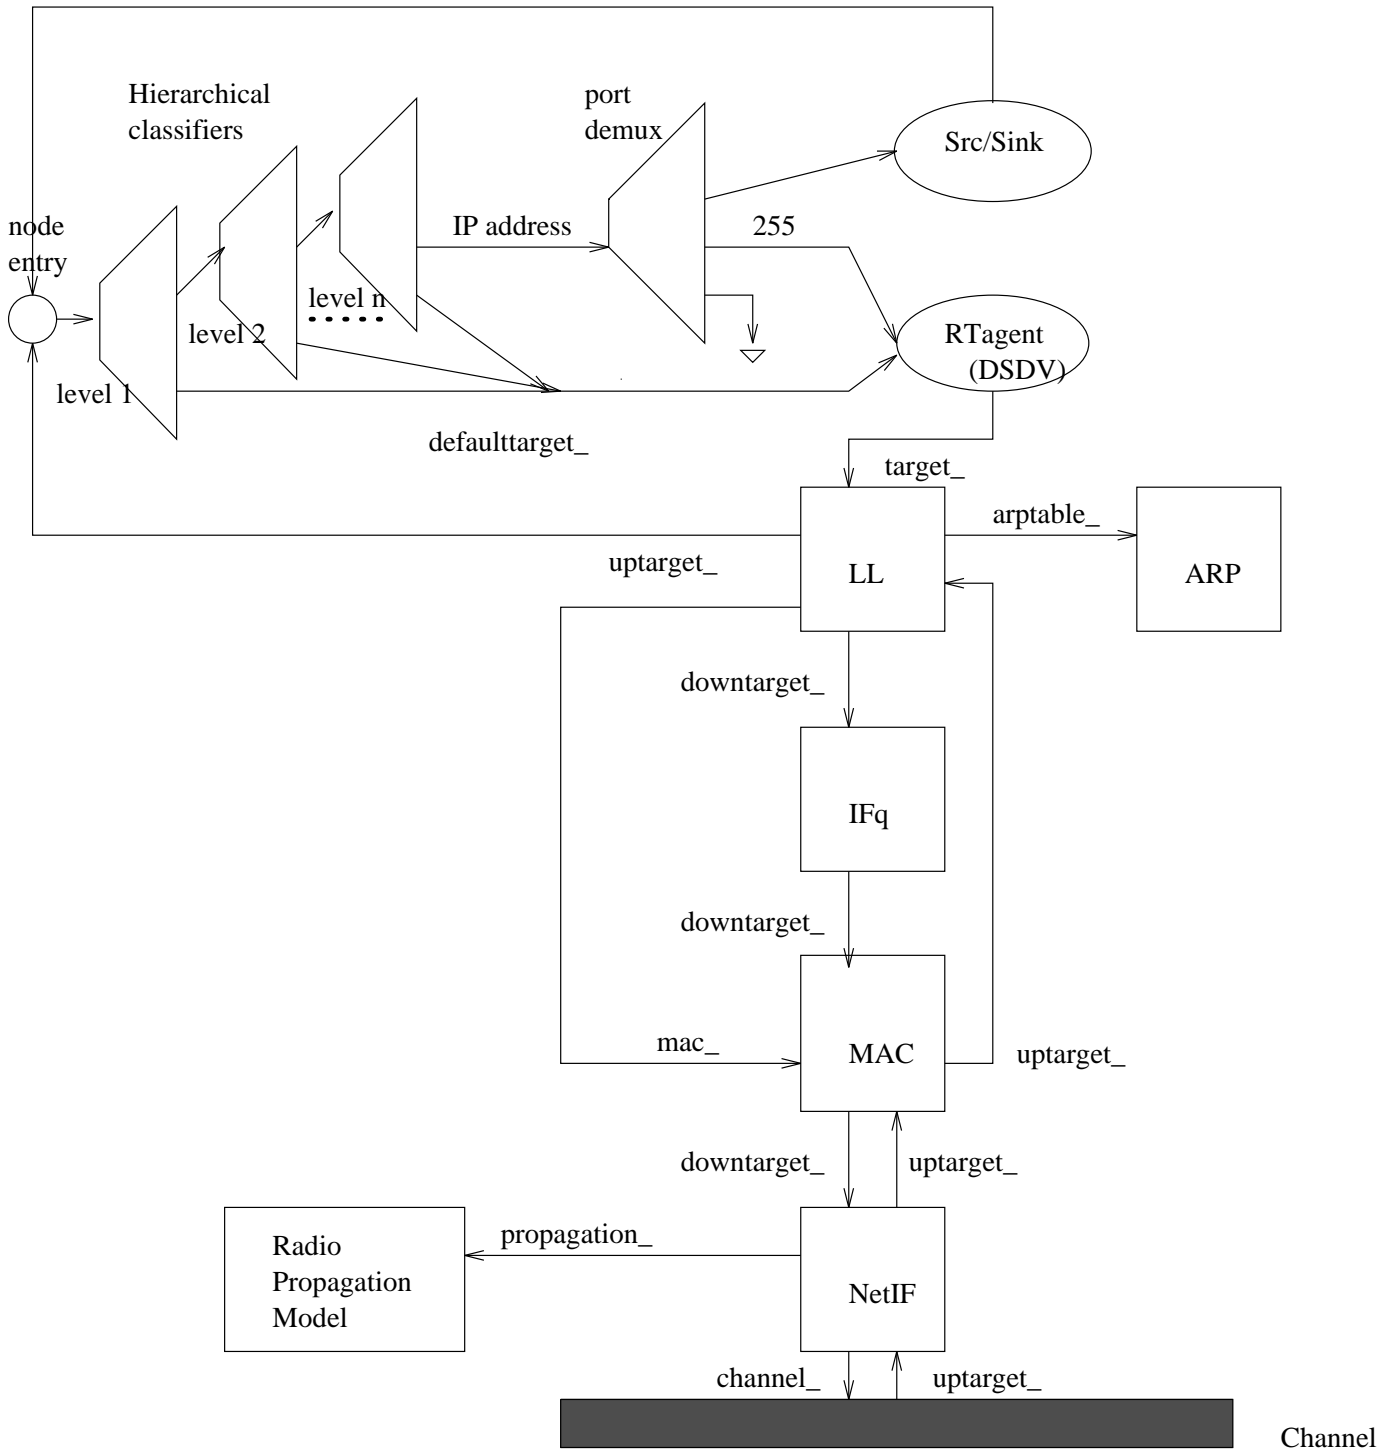 Hierarchical
classifiers
port
demux
Src/Sink
node
entry
IP address
255
level n
level 2
level 1
RTagent
(DSDV)
defaulttarget_
target_
arptable_
uptarget_
LL
ARP
downtarget_
IFq
downtarget_
mac_
MAC
uptarget_
downtarget_
uptarget_
propagation_
Radio
Propagation
Model
NetIF
channel_
uptarget_
Channel